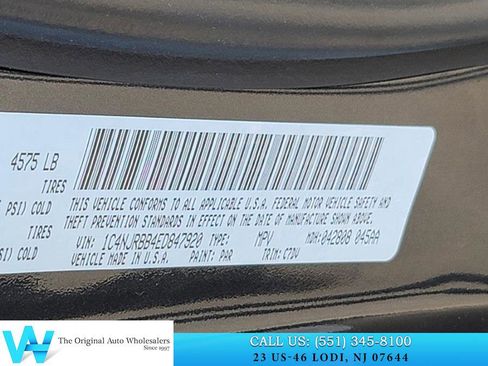 4575 LB
TIRES
PSI) COLD
TIRES
PSI) COLD
THIS VEHICLE CONFORMS TO ALL APPLICABLE U.S.A. FEDERAL MOTOR VEHICLE SAFETY AND
THEFT PREVENTION STANDARDS IN EFFECT ON THE DATE OF MANUFACTURE SHOWN ABOVE.
VIN: 1C4NJRBB4ED847920 TYPE: MPV MDH: 042808 045AA
VEHICLE MADE IN U.S.A. PAINT: PAR TRIM: C7DV
The Original Auto Wholesalers
Since 1997
CALL US: (551) 345-8100
23 US-46 LODI, NJ 07644